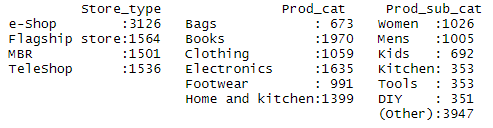 Store_type Prod_cat Prod_sub_cat
e-Shop :3126 Bags : 673 Women :1026
Flagship store:1564 Books :1970 Mens :1005
MBR :1501 Clothing :1059 Kids : 692
TeleShop :1536 Electronics :1635 Kitchen: 353
Footwear : 991 Tools : 353
Home and kitchen:1399 DIY : 351
(Other):3947